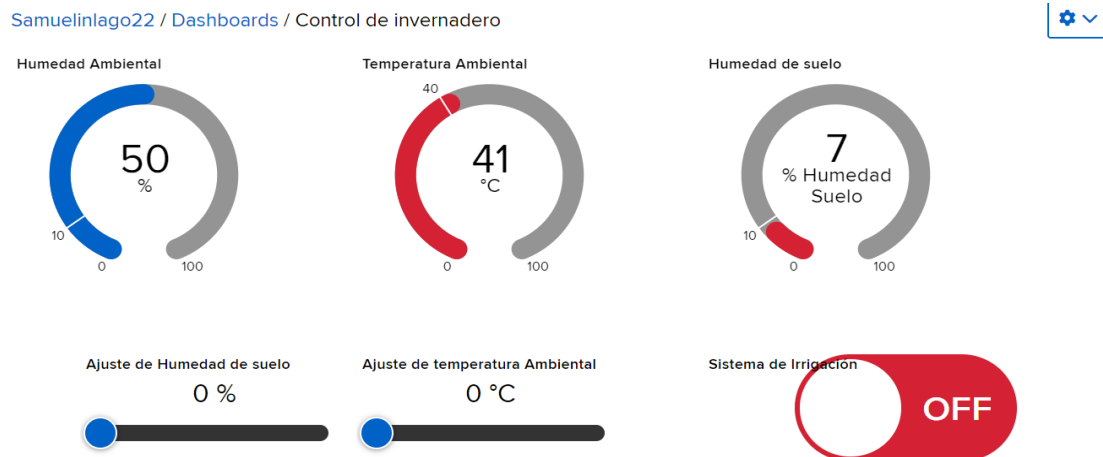 Samuelinlago22 / Dashboards / Control de invernadero
Humedad Ambiental
50
%
10
0
100
Temperatura Ambiental
40
41
°C
0
100
Humedad de suelo
7
% Humedad
Suelo
10
0
100
Ajuste de Humedad de suelo
0 %
Ajuste de temperatura Ambiental
0 °C
Sistema de Irrigación
OFF